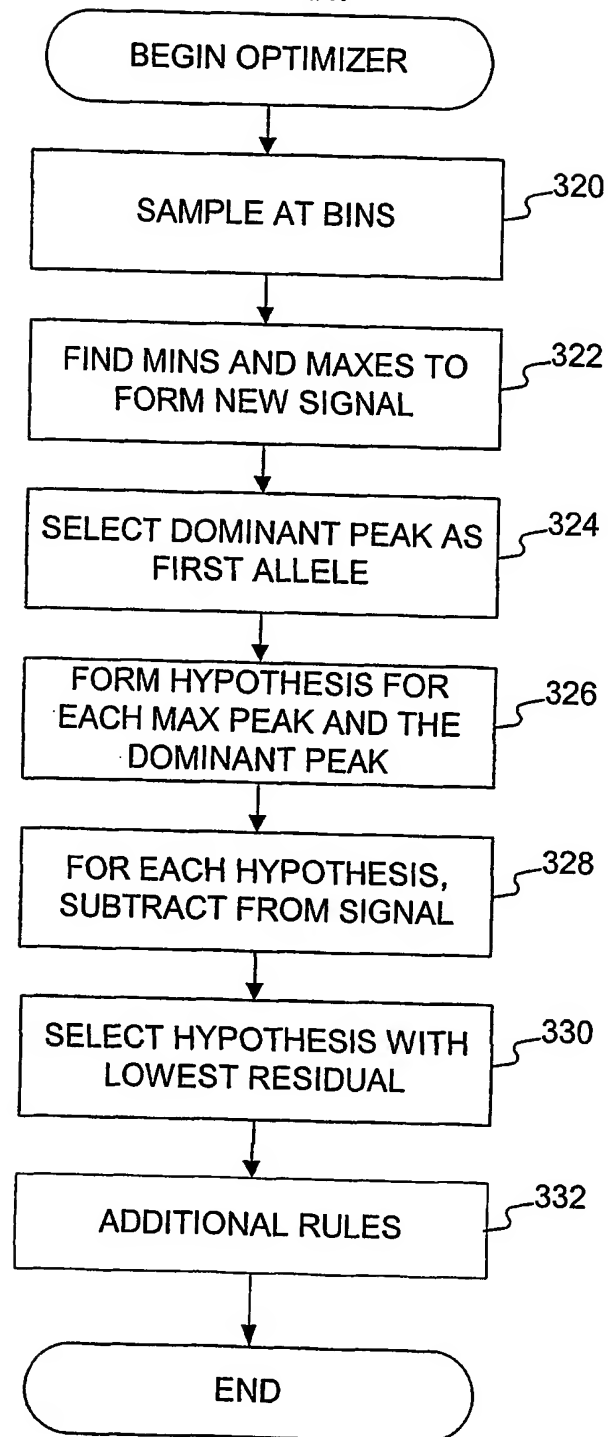 BEGIN OPTIMIZER
SAMPLE AT BINS
320
FIND MINS AND MAXES TO
FORM NEW SIGNAL
322
SELECT DOMINANT PEAK AS
FIRST ALLELE
324
FORM HYPOTHESIS FOR
EACH MAX PEAK AND THE
DOMINANT PEAK
326
FOR EACH HYPOTHESIS,
SUBTRACT FROM SIGNAL
328
SELECT HYPOTHESIS WITH
LOWEST RESIDUAL
330
ADDITIONAL RULES
332
END